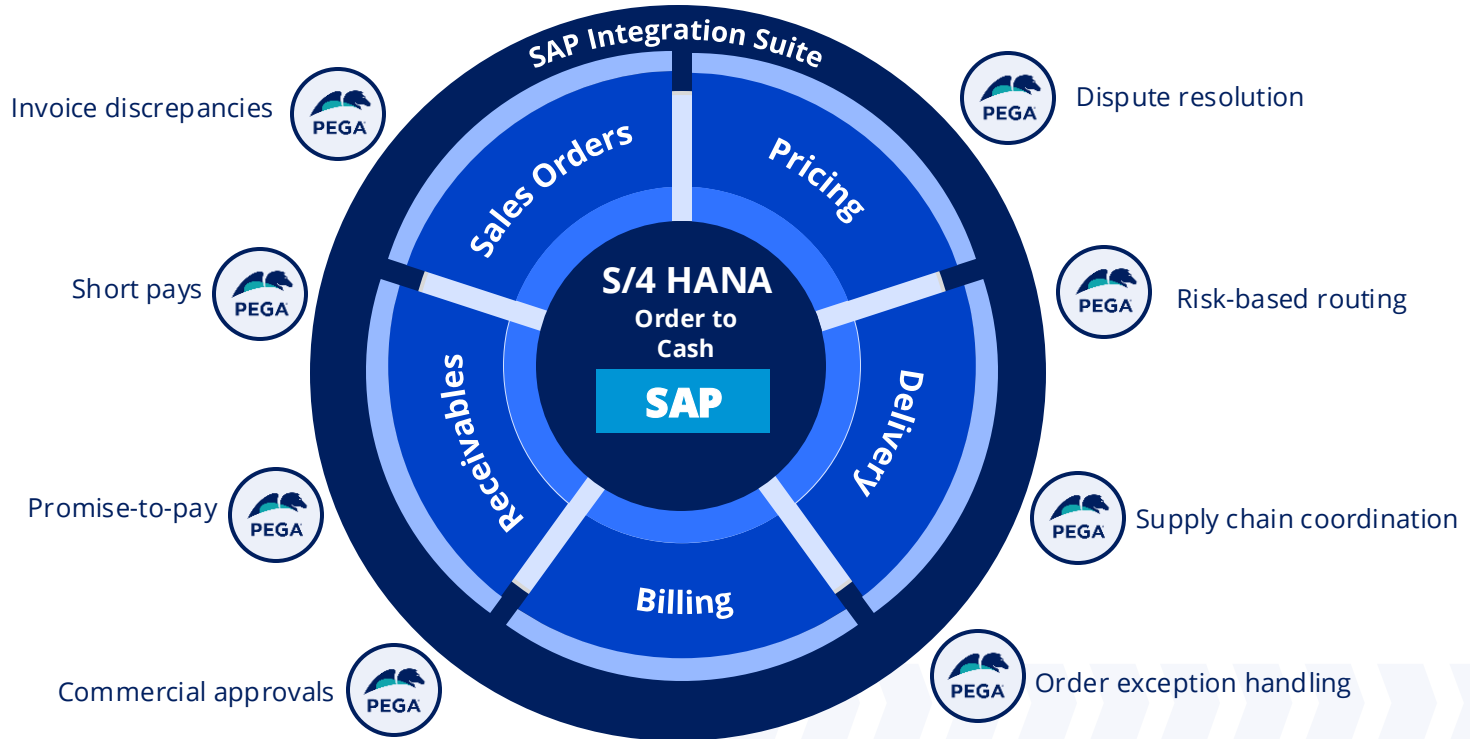 SAP Integration Suite
Invoice discrepancies
PEGA
PEGA
Dispute resolution
Sales Orders
Pricing
Short pays
PEGA
S/4 HANA
Order to
Cash
SAP
PEGA
Risk-based routing
Receivables
Delivery
Promise-to-pay
PEGA
PEGA
Supply chain coordination
Billing
Commercial approvals
PEGA
PEGA
Order exception handling